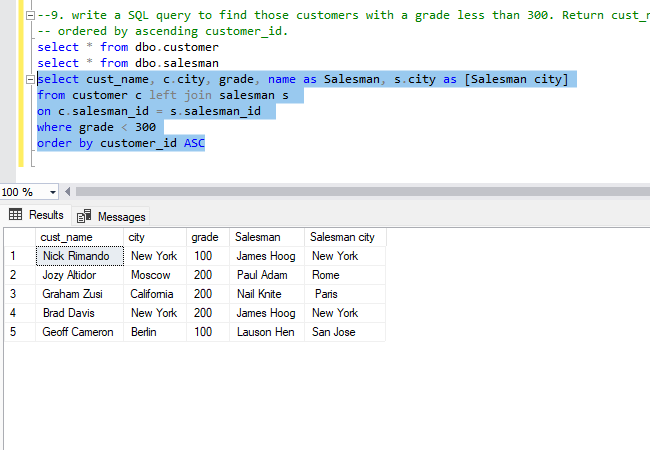 --9. write a SQL query to find those customers with a grade less than 300. Return cust_n
-- ordered by ascending customer_id.
select * from dbo.customer
select * from dbo.salesman
select cust_name, c.city, grade, name as Salesman, s.city as [Salesman city]
from customer c left join salesman s
on c.salesman_id = s.salesman_id
where grade < 300
order by customer_id ASC
100 %
Results Messages
cust_name city grade Salesman Salesman city
1 Nick Rimando New York 100 James Hoog New York
2 Jozy Altidor Moscow 200 Paul Adam Rome
3 Graham Zusi California 200 Nail Knite Paris
4 Brad Davis New York 200 James Hoog New York
5 Geoff Cameron Berlin 100 Lauson Hen San Jose